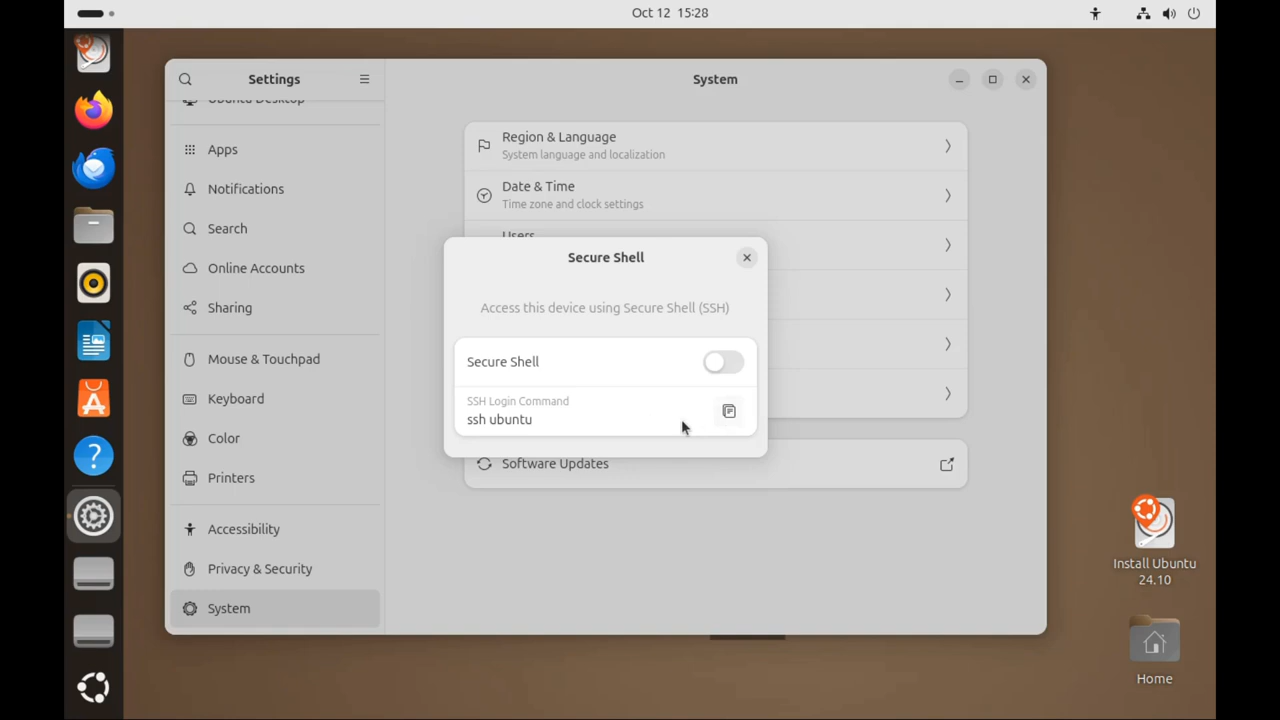 Oct 12 15:28
Settings
System
Ubuntu Desktop
Apps
Notifications
Search
Online Accounts
Sharing
Mouse & Touchpad
Keyboard
Color
Printers
Accessibility
Privacy & Security
System
Region & Language
System language and localization
Date & Time
Time zone and clock settings
Users
Secure Shell
Access this device using Secure Shell (SSH)
Secure Shell
SSH Login Command
ssh ubuntu
Software Updates
Install Ubuntu
24.10
Home